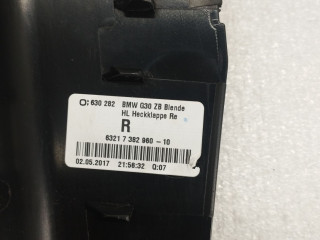 O: 630 282 BMW G30 ZB Blende
HL Heckklappe Re
R
6321 7 382 960 - 10
02.05.2017 21:56:32 Q:07